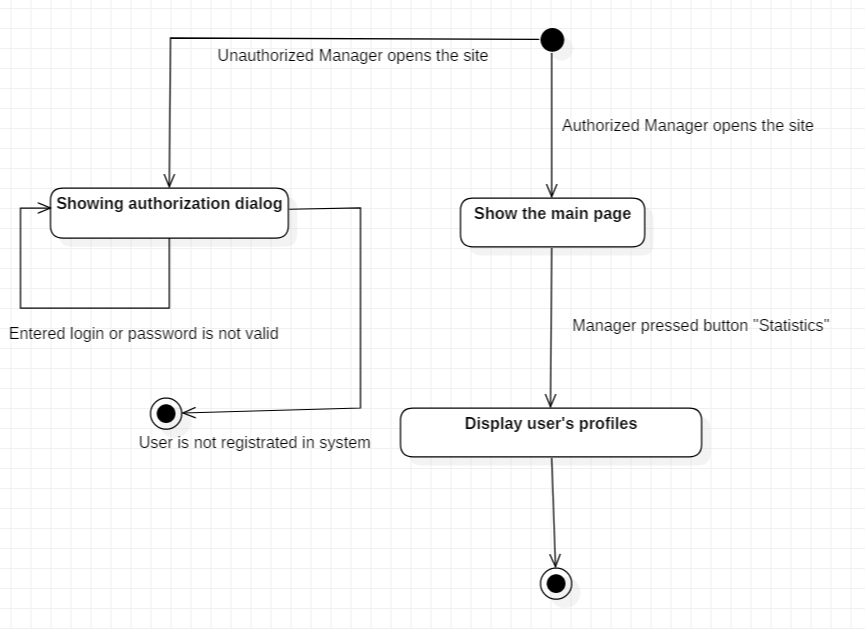 Unauthorized Manager opens the site
Authorized Manager opens the site
Showing authorization dialog
Show the main page
Manager pressed button "Statistics"
Entered login or password is not valid
Display user's profiles
User is not registrated in system